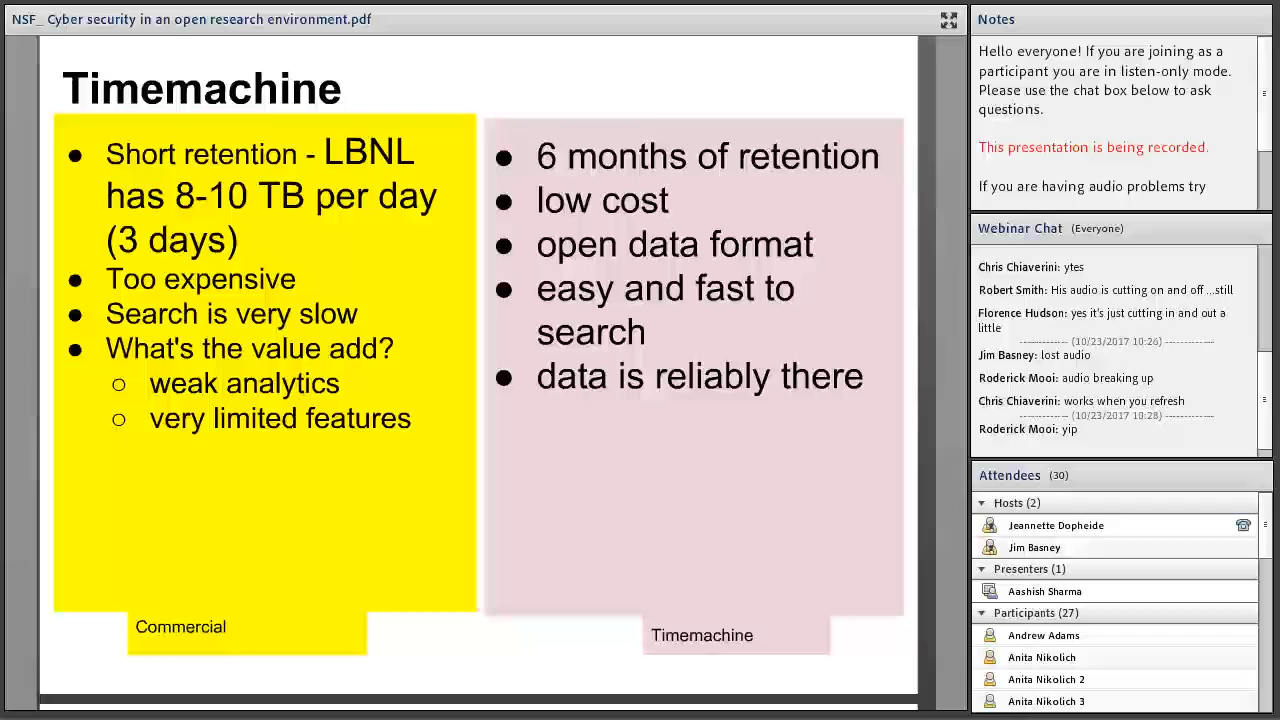 NSF_ Cyber security in an open research environment.pdf
Timemachine
● Short retention - LBNL
has 8-10 TB per day
(3 days)
● Too expensive
● Search is very slow
● What's the value add?
○ weak analytics
○ very limited features
Commercial
● 6 months of retention
● low cost
● open data format
● easy and fast to
search
● data is reliably there
Timemachine
Notes
Hello everyone! If you are joining as a
participant you are in listen-only mode.
Please use the chat box below to ask
questions.
This presentation is being recorded.
If you are having audio problems try
Webinar Chat (Everyone)
Chris Chiaverini: ytes
Robert Smith: His audio is cutting on and off ...still
Florence Hudson: yes it's just cutting in and out a
little
------------- (10/23/2017 10:26) -------------
Jim Basney: lost audio
Roderick Mooi: audio breaking up
Chris Chiaverini: works when you refresh
------------- (10/23/2017 10:28) -------------
Roderick Mooi: yip
Attendees (30)
Hosts (2)
Jeannette Dopheide
Jim Basney
Presenters (1)
Aashish Sharma
Participants (27)
Andrew Adams
Anita Nikolich
Anita Nikolich 2
Anita Nikolich 3